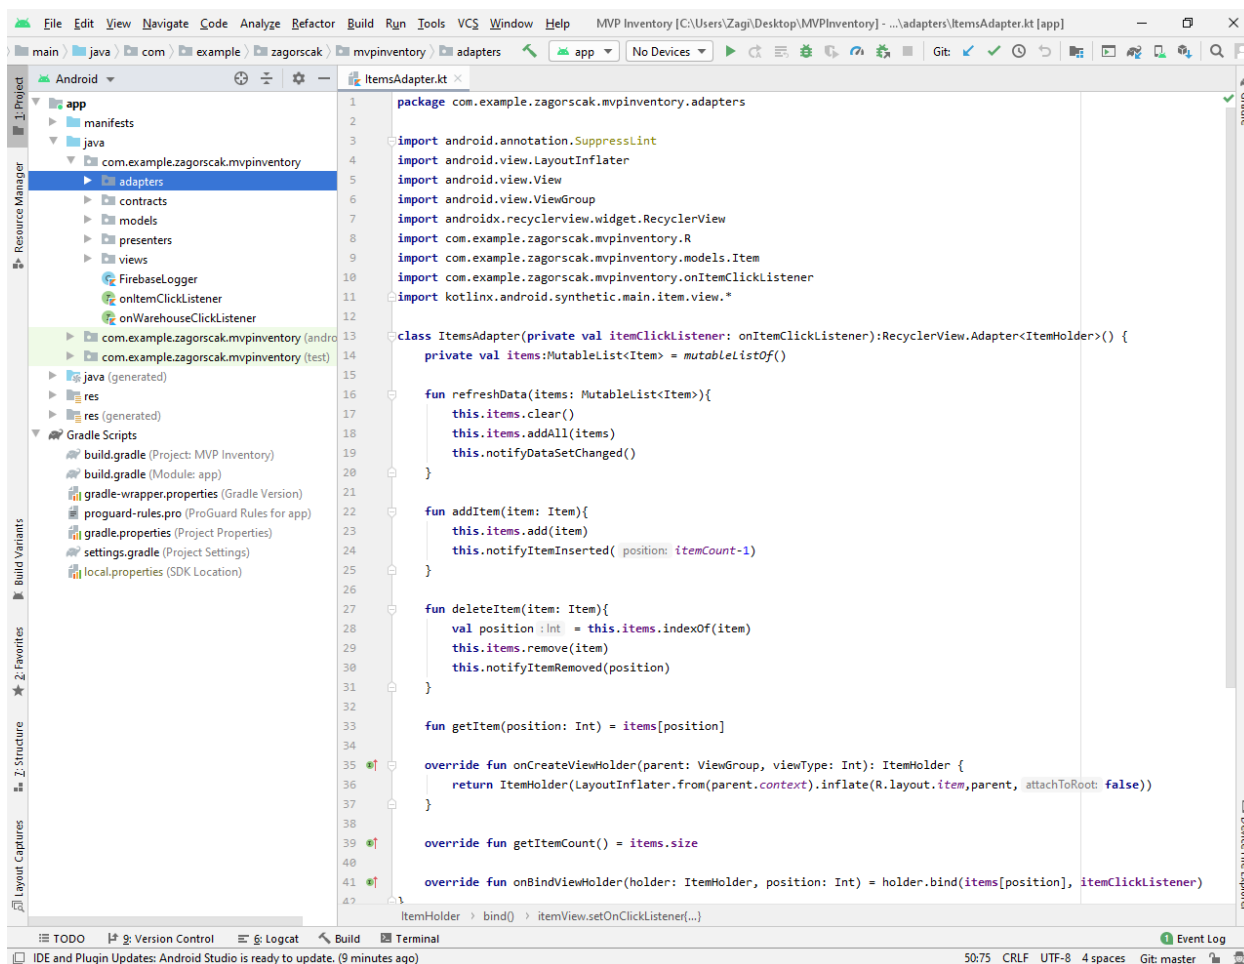 File Edit View Navigate Code Analyze Refactor Build Run Tools VCS Window Help MVP Inventory [C:\Users\Zagi\Desktop\MVPInventory] - ...\adapters\ItemsAdapter.kt [app]
main java com example zagorscak mvpinventory adapters app No Devices Git:
Android
ItemsAdapter.kt
1: Project
Resource Manager
Build Variants
2: Favorites
7: Structure
Layout Captures
app
manifests
java
com.example.zagorscak.mvpinventory
adapters
contracts
models
presenters
views
FirebaseLogger
onItemClickListener
onWarehouseClickListener
com.example.zagorscak.mvpinventory (andro
com.example.zagorscak.mvpinventory (test)
java (generated)
res
res (generated)
Gradle Scripts
build.gradle (Project: MVP Inventory)
build.gradle (Module: app)
gradle-wrapper.properties (Gradle Version)
proguard-rules.pro (ProGuard Rules for app)
gradle.properties (Project Properties)
settings.gradle (Project Settings)
local.properties (SDK Location)
1 package com.example.zagorscak.mvpinventory.adapters
2
3 import android.annotation.SuppressLint
4 import android.view.LayoutInflater
5 import android.view.View
6 import android.view.ViewGroup
7 import androidx.recyclerview.widget.RecyclerView
8 import com.example.zagorscak.mvpinventory.R
9 import com.example.zagorscak.mvpinventory.models.Item
10 import com.example.zagorscak.mvpinventory.onItemClickListener
11 import kotlinx.android.synthetic.main.item.view.*
12
13 class ItemsAdapter(private val itemClickListener: onItemClickListener):RecyclerView.Adapter<ItemHolder>() {
14 private val items:MutableList<Item> = mutableListOf()
15
16 fun refreshData(items: MutableList<Item>){
17 this.items.clear()
18 this.items.addAll(items)
19 this.notifyDataSetChanged()
20 }
21
22 fun addItem(item: Item){
23 this.items.add(item)
24 this.notifyItemInserted( position: itemCount-1)
25 }
26
27 fun deleteItem(item: Item){
28 val position : Int = this.items.indexOf(item)
29 this.items.remove(item)
30 this.notifyItemRemoved(position)
31 }
32
33 fun getItem(position: Int) = items[position]
34
35 override fun onCreateViewHolder(parent: ViewGroup, viewType: Int): ItemHolder {
36 return ItemHolder(LayoutInflater.from(parent.context).inflate(R.layout.item,parent, attachToRoot: false))
37 }
38
39 override fun getItemCount() = items.size
40
41 override fun onBindViewHolder(holder: ItemHolder, position: Int) = holder.bind(items[position], itemClickListener)
42 }
ItemHolder › bind() › itemView.setOnClickListener{...}
TODO 9: Version Control 6: Logcat Build Terminal 1 Event Log
IDE and Plugin Updates: Android Studio is ready to update. (9 minutes ago) 50:75 CRLF UTF-8 4 spaces Git: master